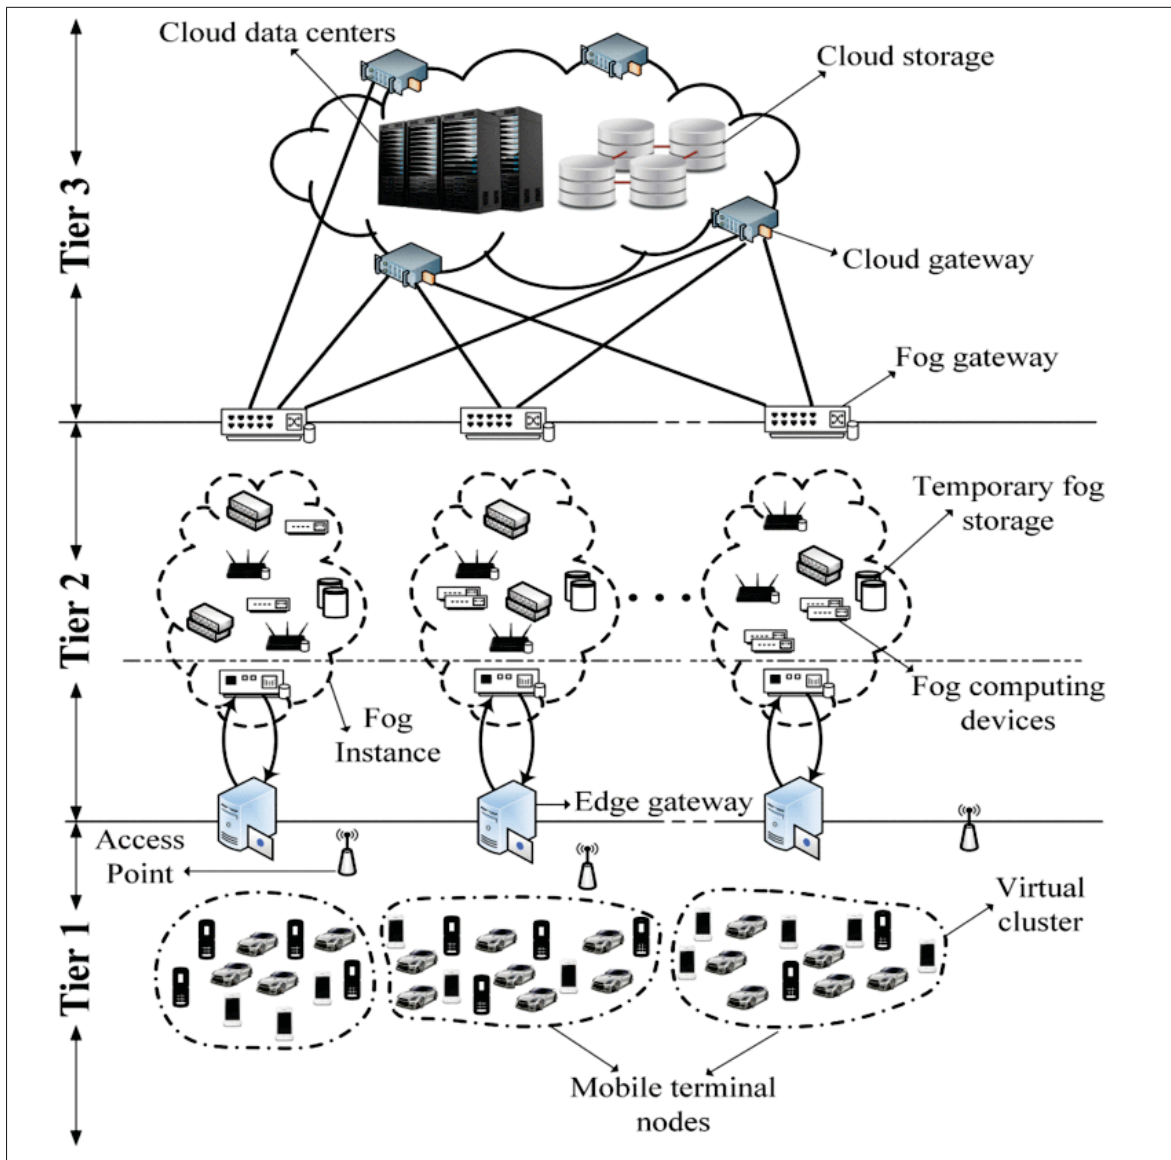 Cloud data centers
Cloud storage
Tier 3
Cloud gateway
Fog gateway
Temporary fog
storage
Tier 2
Fog computing
devices
Fog
Instance
Edge gateway
Access
Point
Virtual
cluster
Tier 1
Mobile terminal
nodes